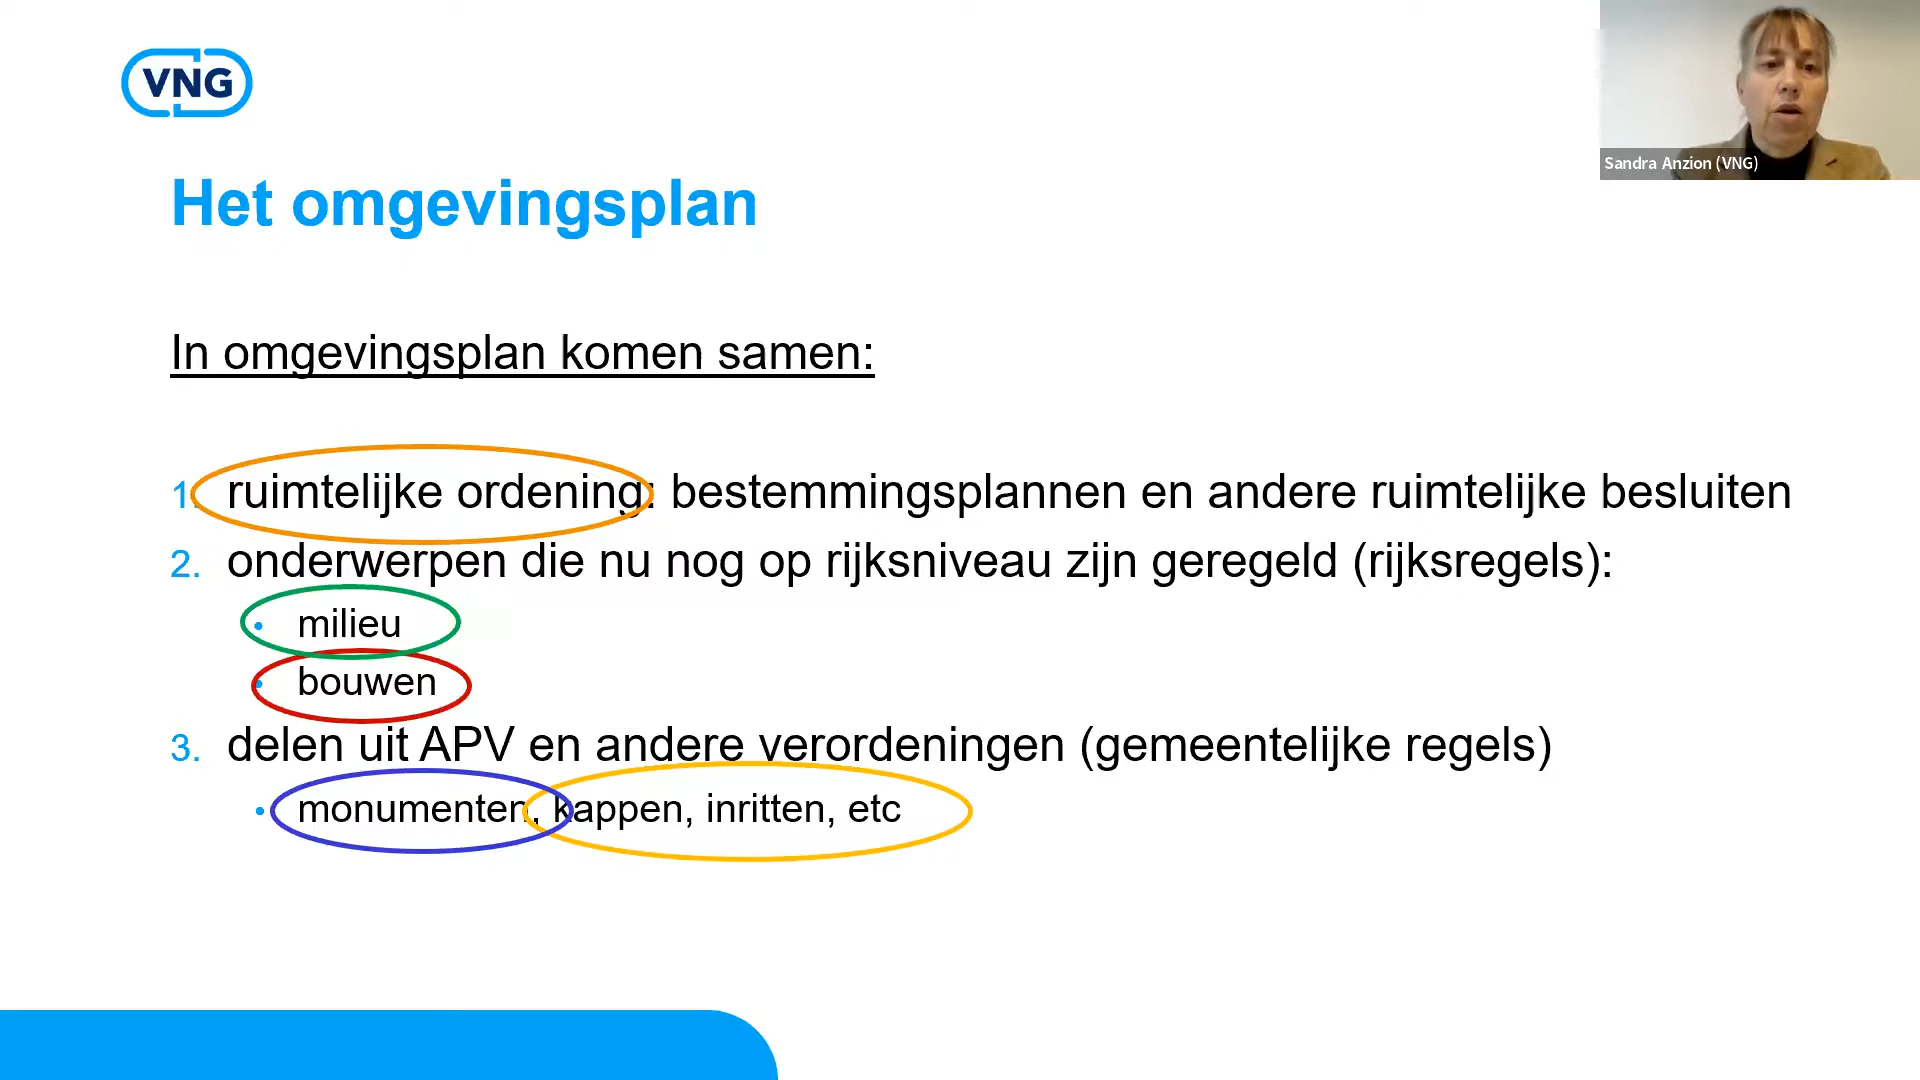 VNG
Sandra Anzion (VNG)
Het omgevingsplan
In omgevingsplan komen samen:
1. ruimtelijke ordening: bestemmingsplannen en andere ruimtelijke besluiten
2. onderwerpen die nu nog op rijksniveau zijn geregeld (rijksregels):
• milieu
• bouwen
3. delen uit APV en andere verordeningen (gemeentelijke regels)
• monumenten, kappen, inritten, etc